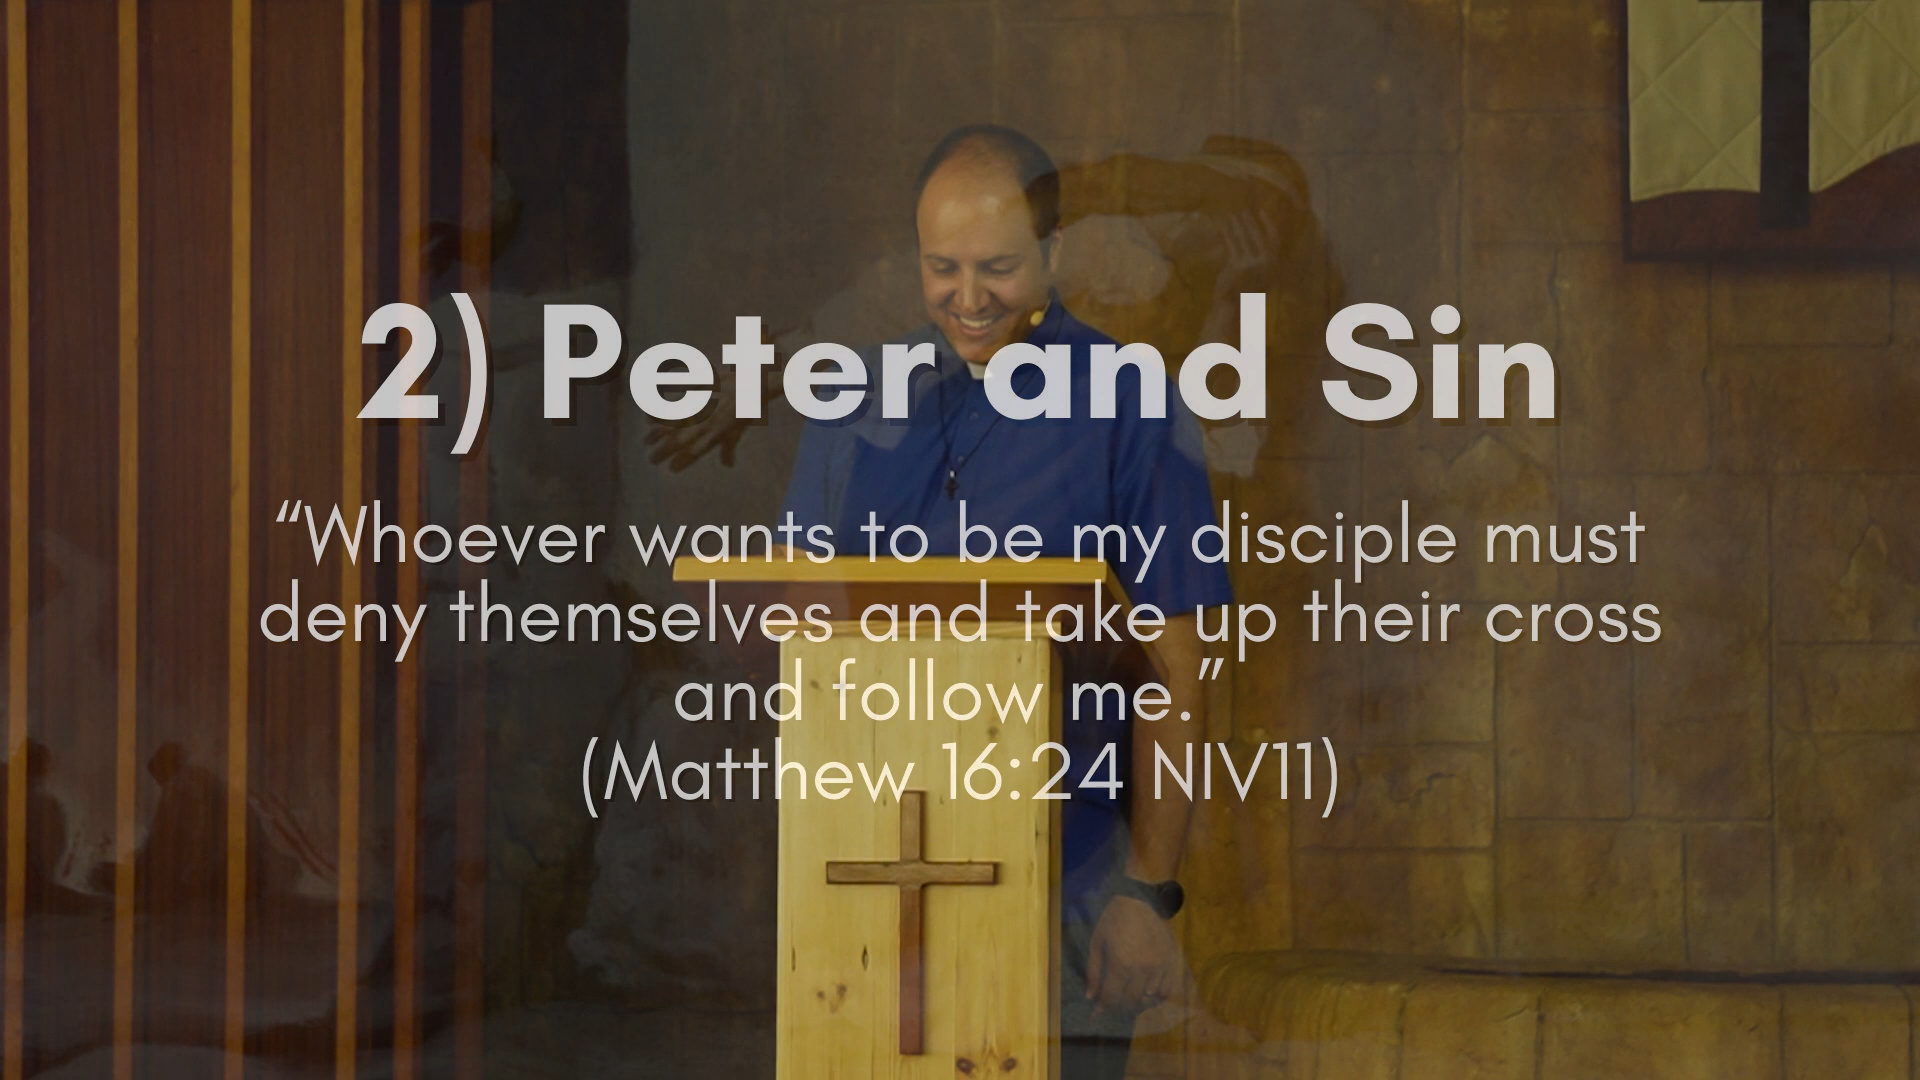 2) Peter and Sin
“Whoever wants to be my disciple must
deny themselves and take up their cross
and follow me.”
(Matthew 16:24 NIV11)